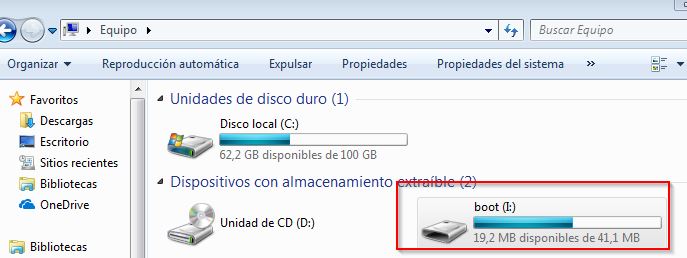 Equipo
Buscar Equipo
Organizar Reproducción automática Expulsar Propiedades Propiedades del sistema »
Favoritos
Descargas
Escritorio
Sitios recientes
Bibliotecas
OneDrive
Bibliotecas
Unidades de disco duro (1)
Disco local (C:)
62,2 GB disponibles de 100 GB
Dispositivos con almacenamiento extraíble (2)
Unidad de CD (D:)
boot (I:)
19,2 MB disponibles de 41,1 MB